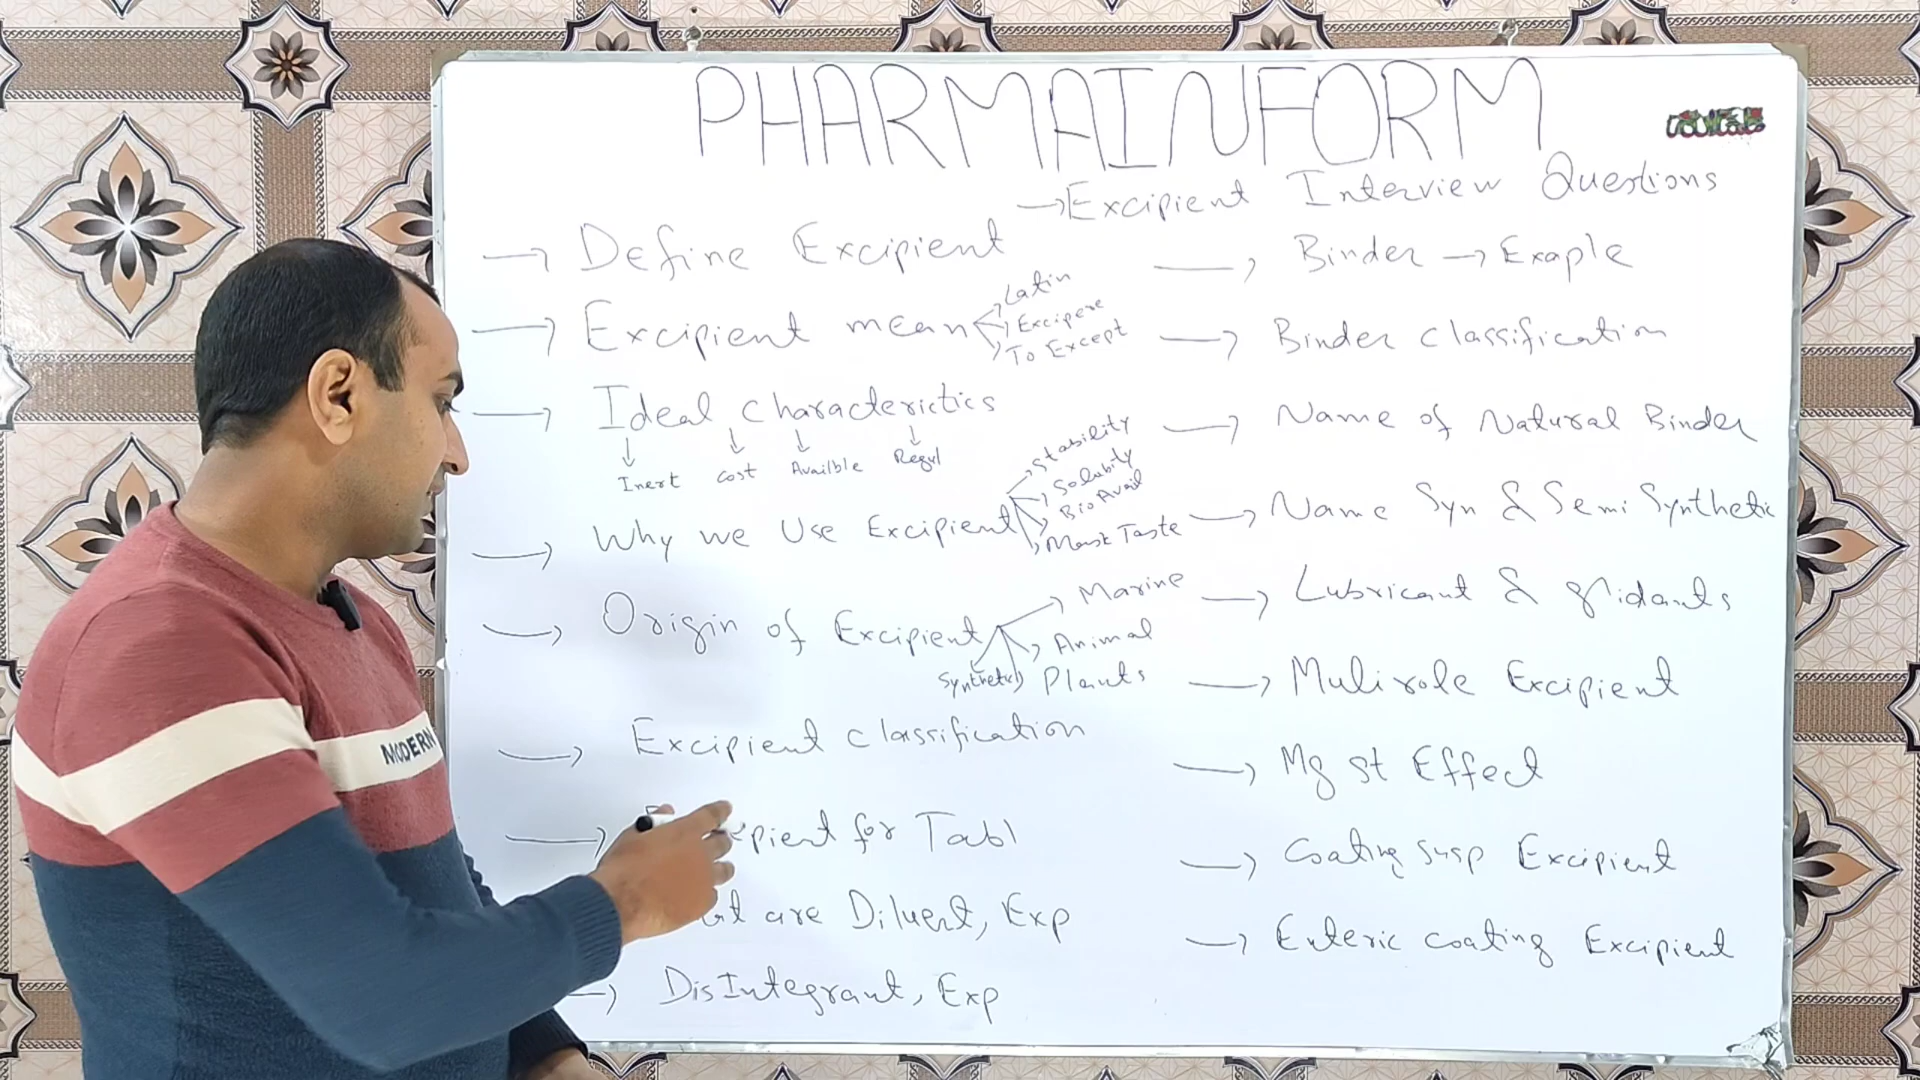 PHARMAINFORM
→ Excipient Interview Questions
→ Define Excipient
→ Excipient mean
→ Latin
→ Excipere
→ To Except
→ Ideal Characterictics
↓ Inert
↓ Cost
↓ Availble
↓ Regul
→ Why we Use Excipient
→ Stability
→ Solubity
→ Bio Avail
→ Mask Taste
→ Origin of Excipient
→ Marine
→ Animal
Plants
Synthetic
→ Excipient classification
→ pient for Tabl
are Diluent, Exp
→ DisIntegrant, Exp
→ Binder → Exaple
→ Binder classification
→ Name of Natural Binder
→ Name Syn & Semi Synthetic
→ Lubricant & glidants
→ Mulirole Excipient
→ Mg st Effect
→ Coating susp Excipient
→ Enteric coating Excipient
MODERN